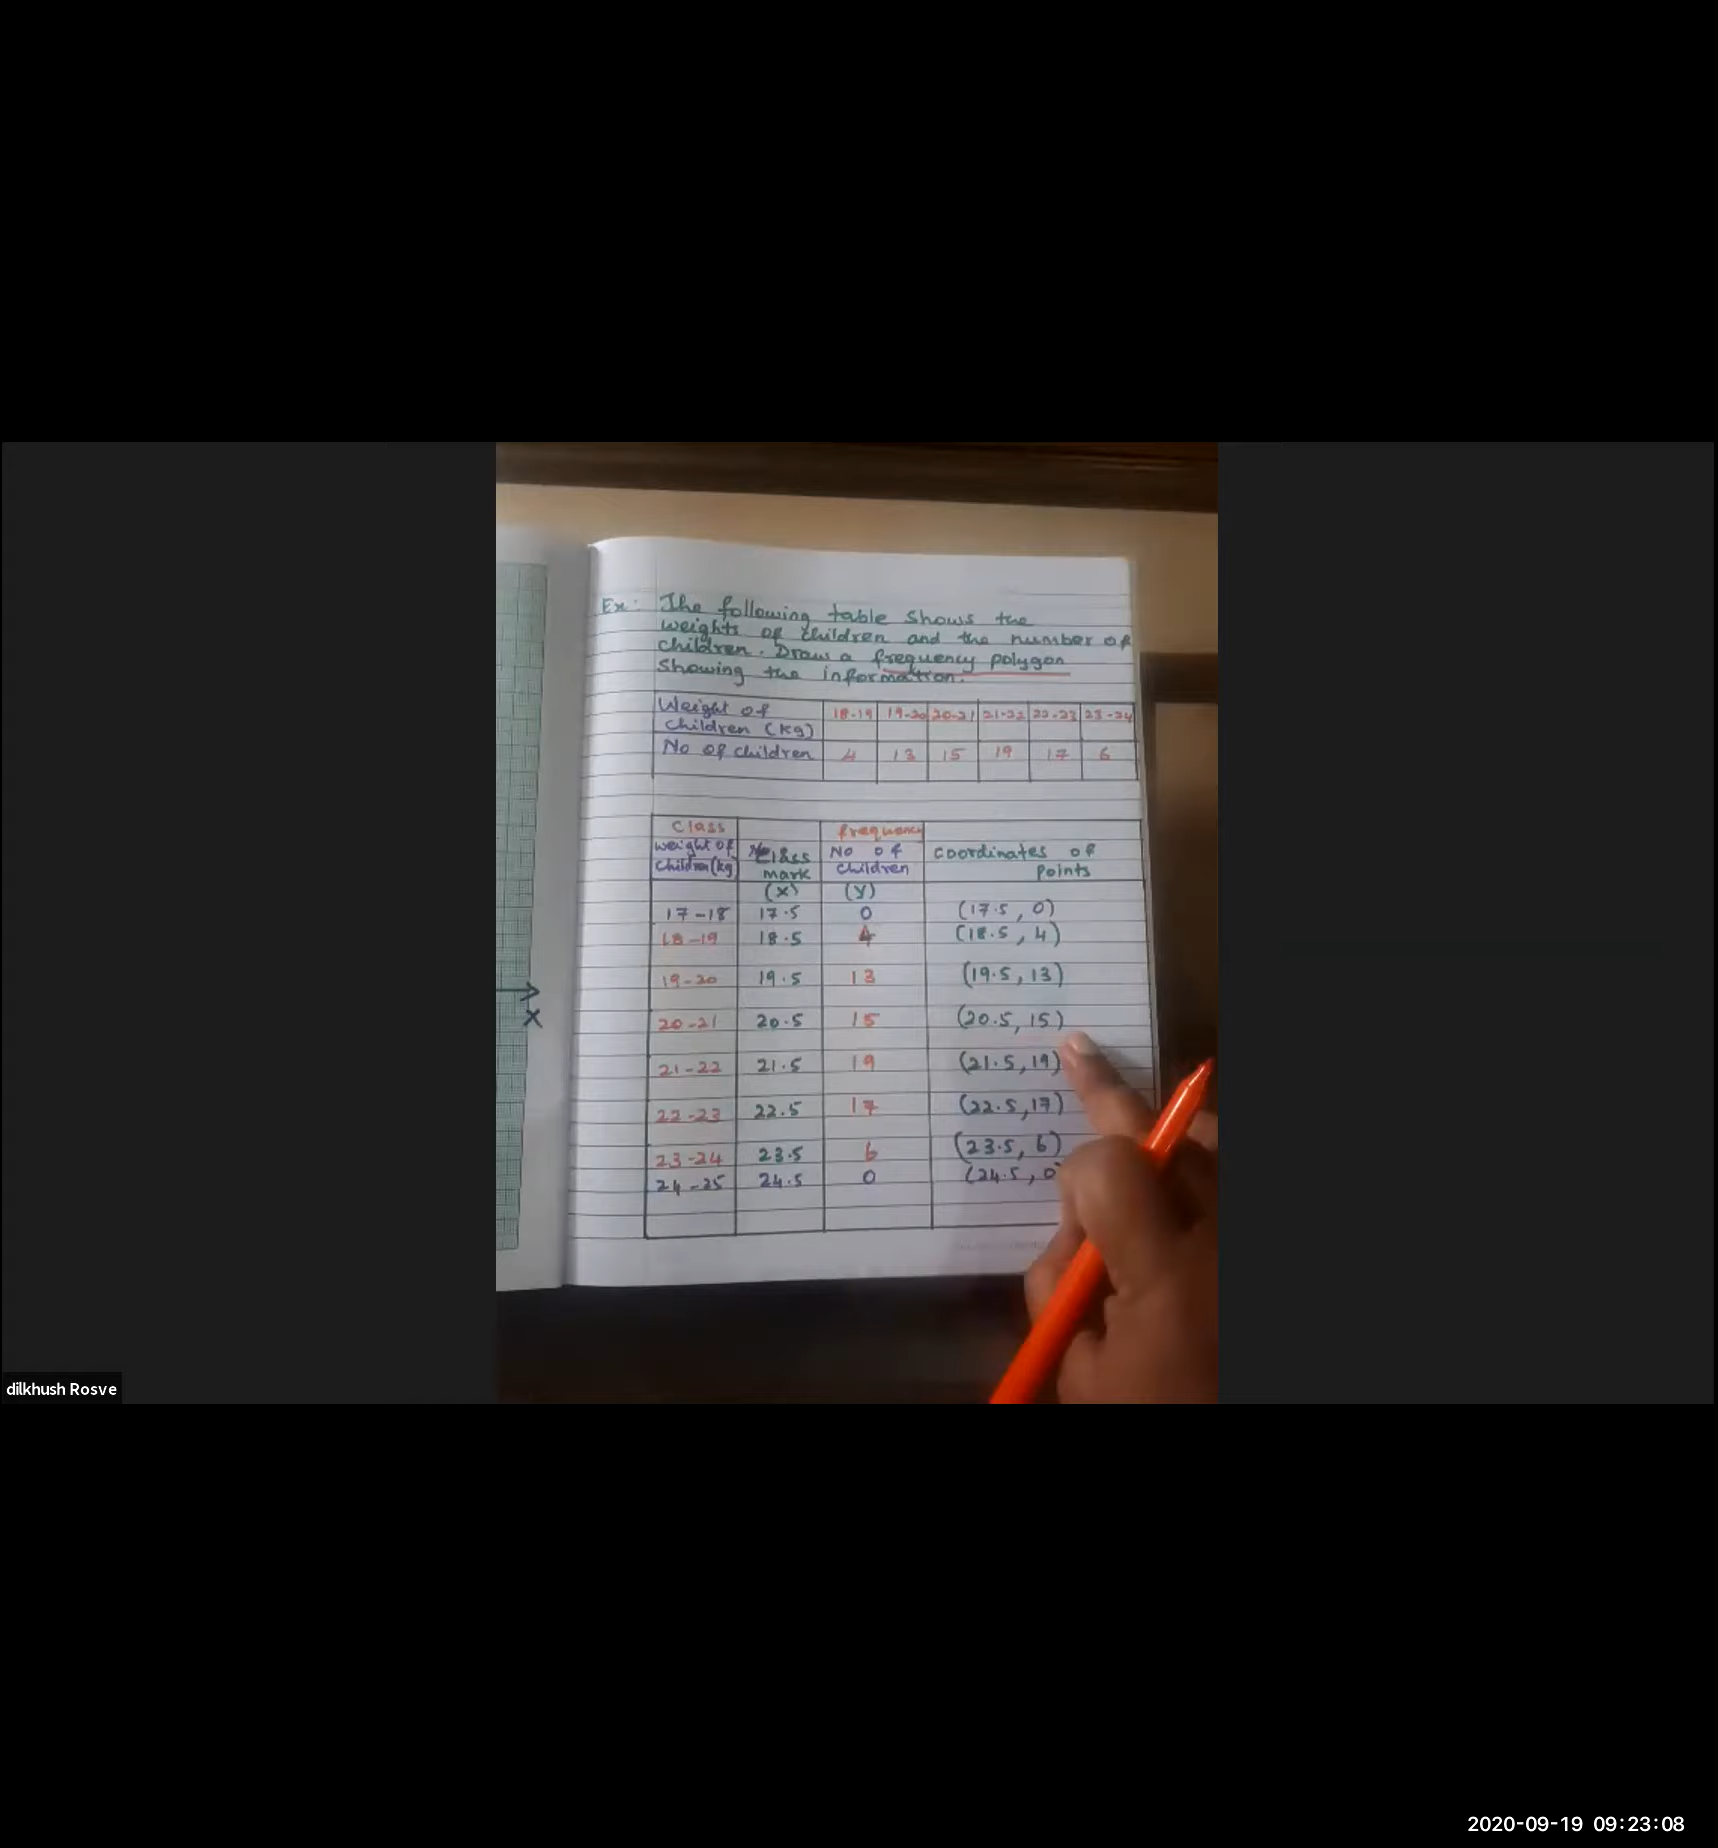 Ex: The following table shows the
weights of children and the number of
children. Draw a frequency polygon
showing the information.
Weight of children (kg) 18-19 19-20 20-21 21-22 22-23 23-24
No of children 4 13 15 19 17 6
Class frequency
weight of children (kg) Class mark No of children coordinates of points
(x) (y)
17-18 17.5 0 (17.5, 0)
18-19 18.5 4 (18.5, 4)
19-20 19.5 13 (19.5, 13)
20-21 20.5 15 (20.5, 15)
21-22 21.5 19 (21.5, 19)
22-23 22.5 17 (22.5, 17)
23-24 23.5 6 (23.5, 6)
24-25 24.5 0 (24.5, 0
X
dilkhush Rosve
2020-09-19 09:23:08